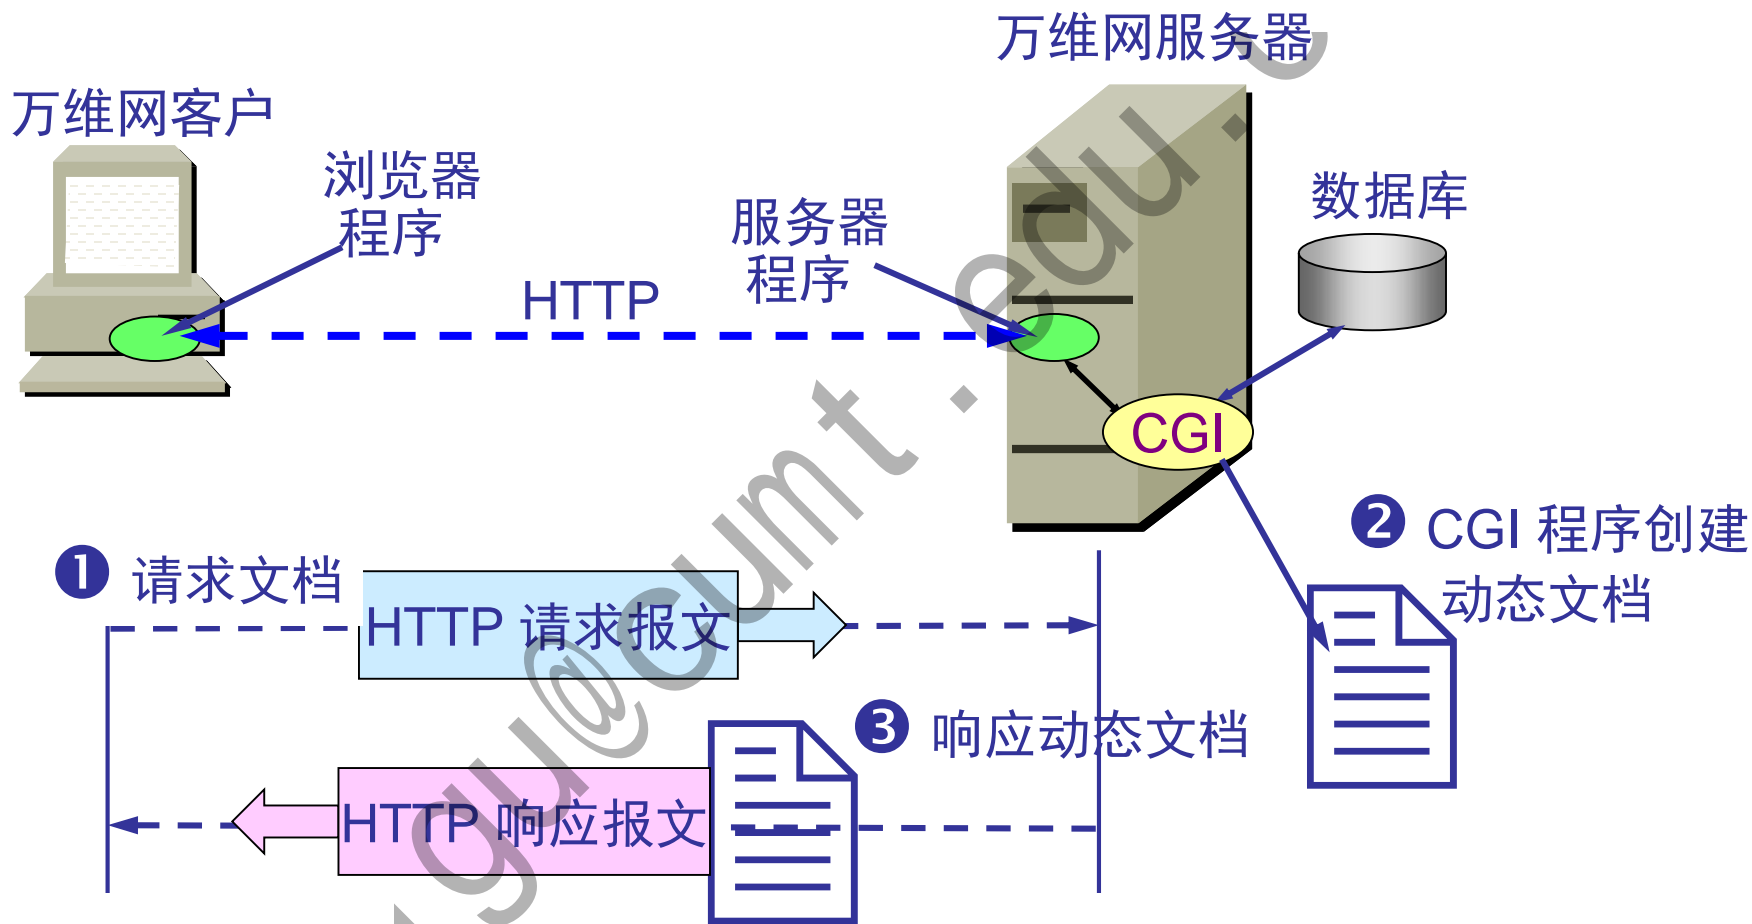 万维网服务器
万维网客户
浏览器
程序
服务器
程序
数据库
HTTP
CGI
❷ CGI 程序创建
动态文档
❶ 请求文档
HTTP 请求报文
❸ 响应动态文档
HTTP 响应报文
gu@cumt.edu.c